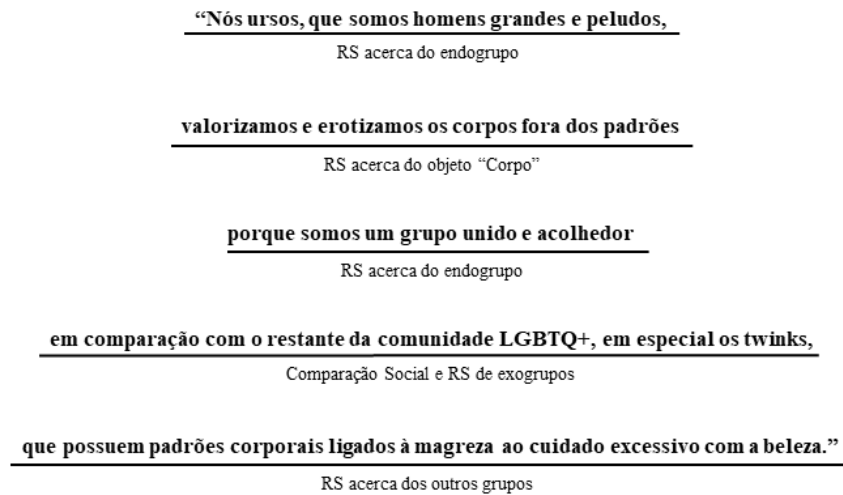 “Nós ursos, que somos homens grandes e peludos,
RS acerca do endogrupo
valorizamos e erotizamos os corpos fora dos padrões
RS acerca do objeto “Corpo”
porque somos um grupo unido e acolhedor
RS acerca do endogrupo
em comparação com o restante da comunidade LGBTQ+, em especial os twinks,
Comparação Social e RS de exogrupos
que possuem padrões corporais ligados à magreza ao cuidado excessivo com a beleza.”
RS acerca dos outros grupos